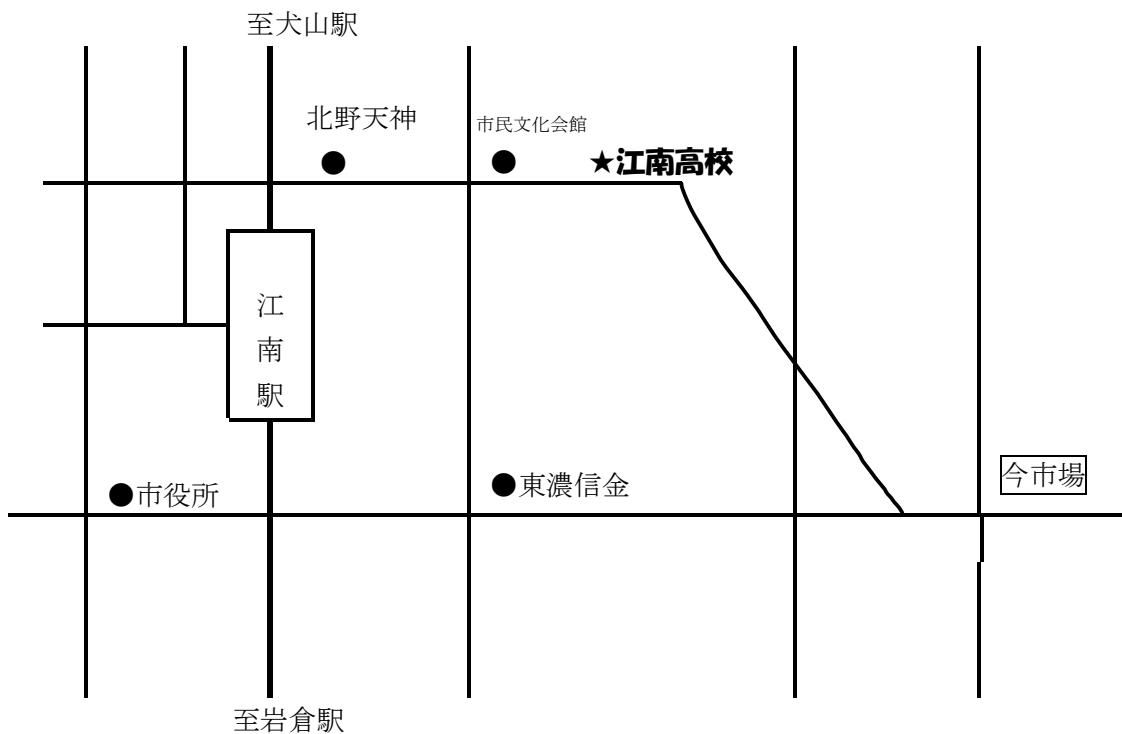 至犬山駅
北野天神
市民文化会館
★江南高校
江
南
駅
今市場
●市役所
●東濃信金
至岩倉駅